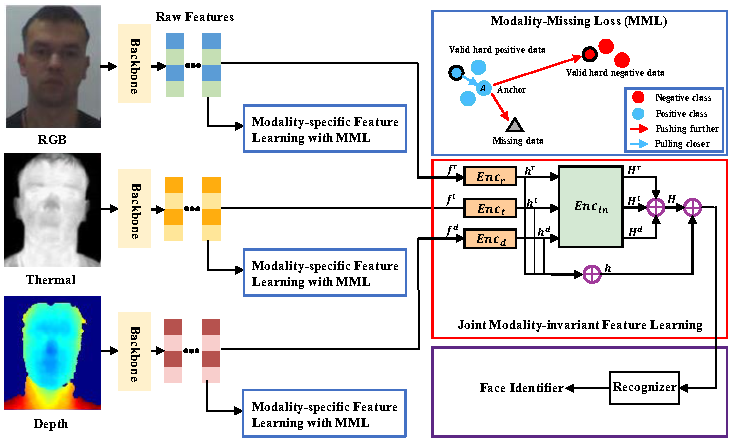 Raw Features
Backbone
RGB
Modality-specific Feature
Learning with MML
Backbone
Thermal
Modality-specific Feature
Learning with MML
Backbone
Depth
Modality-specific Feature
Learning with MML
Modality-Missing Loss (MML)
Valid hard positive data
A
Anchor
Valid hard negative data
Missing data
Negative class
Positive class
Pushing further
Pulling closer
f^r
Enc_r
h^r
f^t
Enc_t
h^t
f^d
Enc_d
h^d
Enc_in
H^r
H^t
H
H^d
h
Joint Modality-invariant Feature Learning
Face Identifier
Recognizer